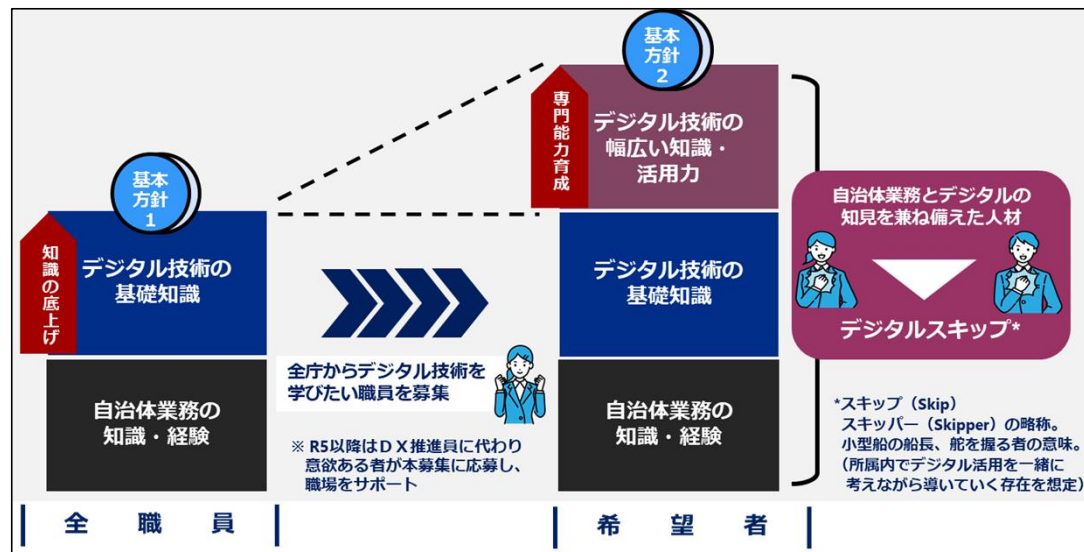 基本
方針
1
知識の底上げ
デジタル技術の
基礎知識
自治体業務の
知識・経験
全職員
全庁からデジタル技術を
学びたい職員を募集
※ R5以降はDX推進員に代わり
意欲ある者が本募集に応募し、
職場をサポート
基本
方針
2
専門能力育成
デジタル技術の
幅広い知識・
活用力
デジタル技術の
基礎知識
自治体業務の
知識・経験
希望者
自治体業務とデジタルの
知見を兼ね備えた人材
デジタルスキップ*
*スキップ（Skip）
スキッパー（Skipper）の略称。
小型船の船長、舵を握る者の意味。
（所属内でデジタル活用を一緒に
考えながら導いていく存在を想定）